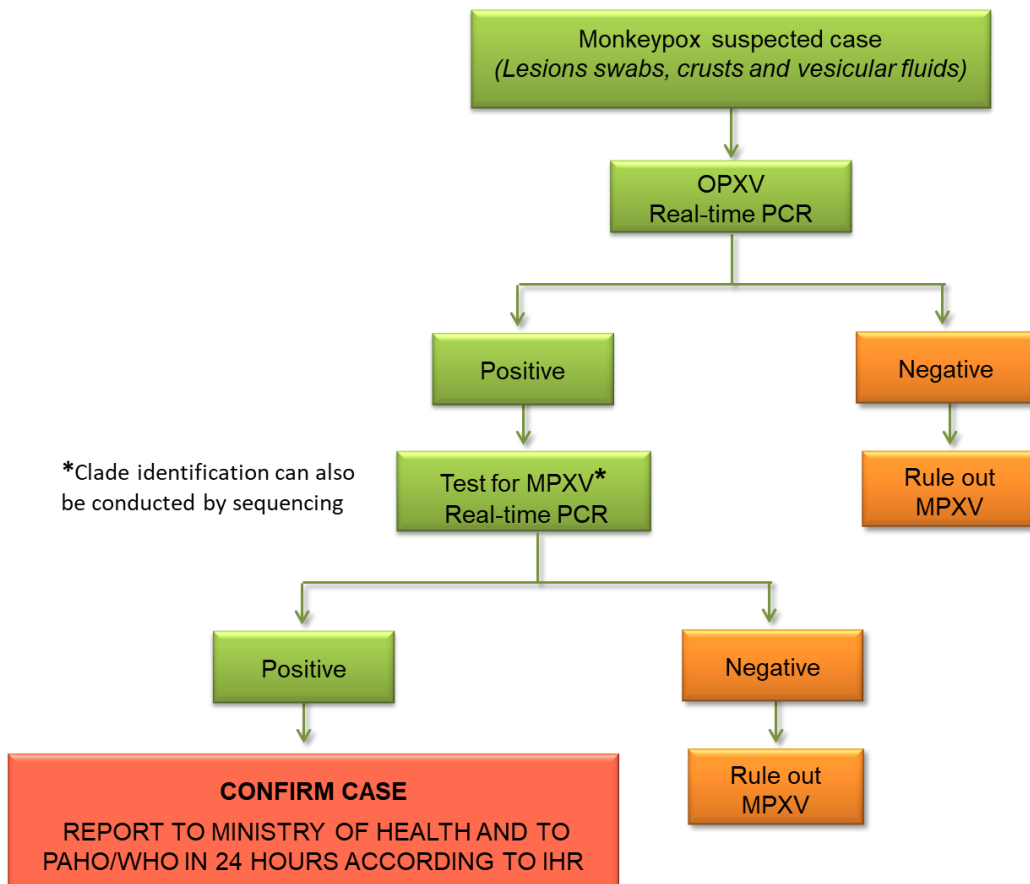 Monkeypox suspected case
(Lesions swabs, crusts and vesicular fluids)
OPXV
Real-time PCR
Positive
Negative
*Clade identification can also
be conducted by sequencing
Test for MPXV*
Real-time PCR
Rule out
MPXV
Positive
Negative
CONFIRM CASE
REPORT TO MINISTRY OF HEALTH AND TO
PAHO/WHO IN 24 HOURS ACCORDING TO IHR
Rule out
MPXV